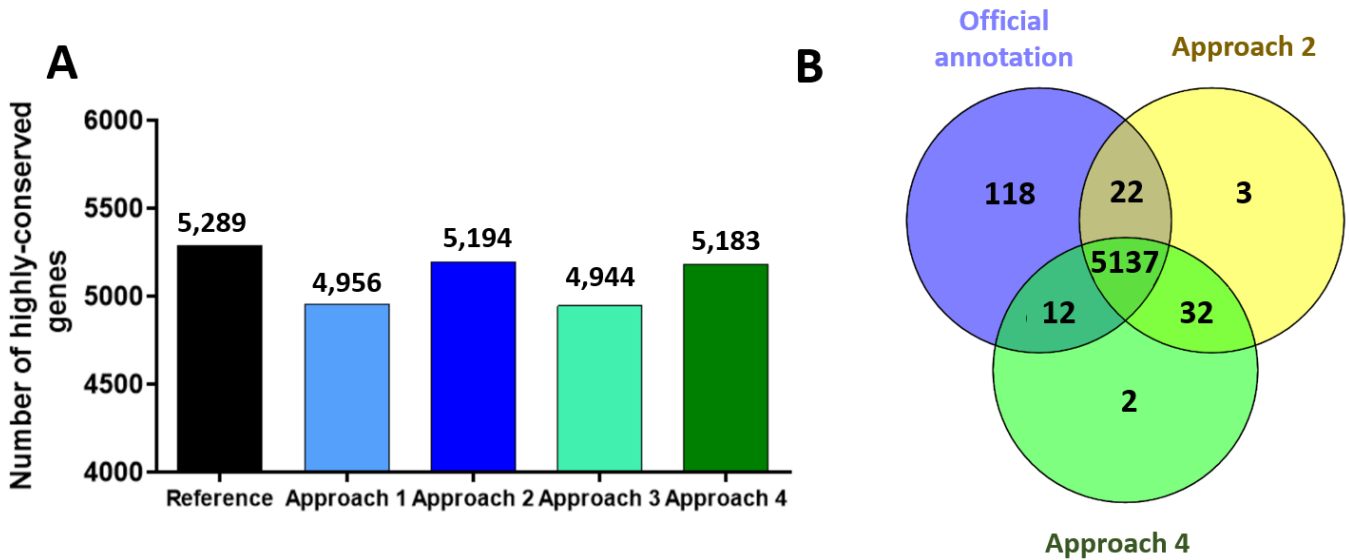 A
Number of highly-conserved
genes
6000
5500
5000
4500
4000
5,289
4,956
5,194
4,944
5,183
Reference Approach 1 Approach 2 Approach 3 Approach 4
B
Official
annotation
Approach 2
118
22
3
5137
12
32
2
Approach 4